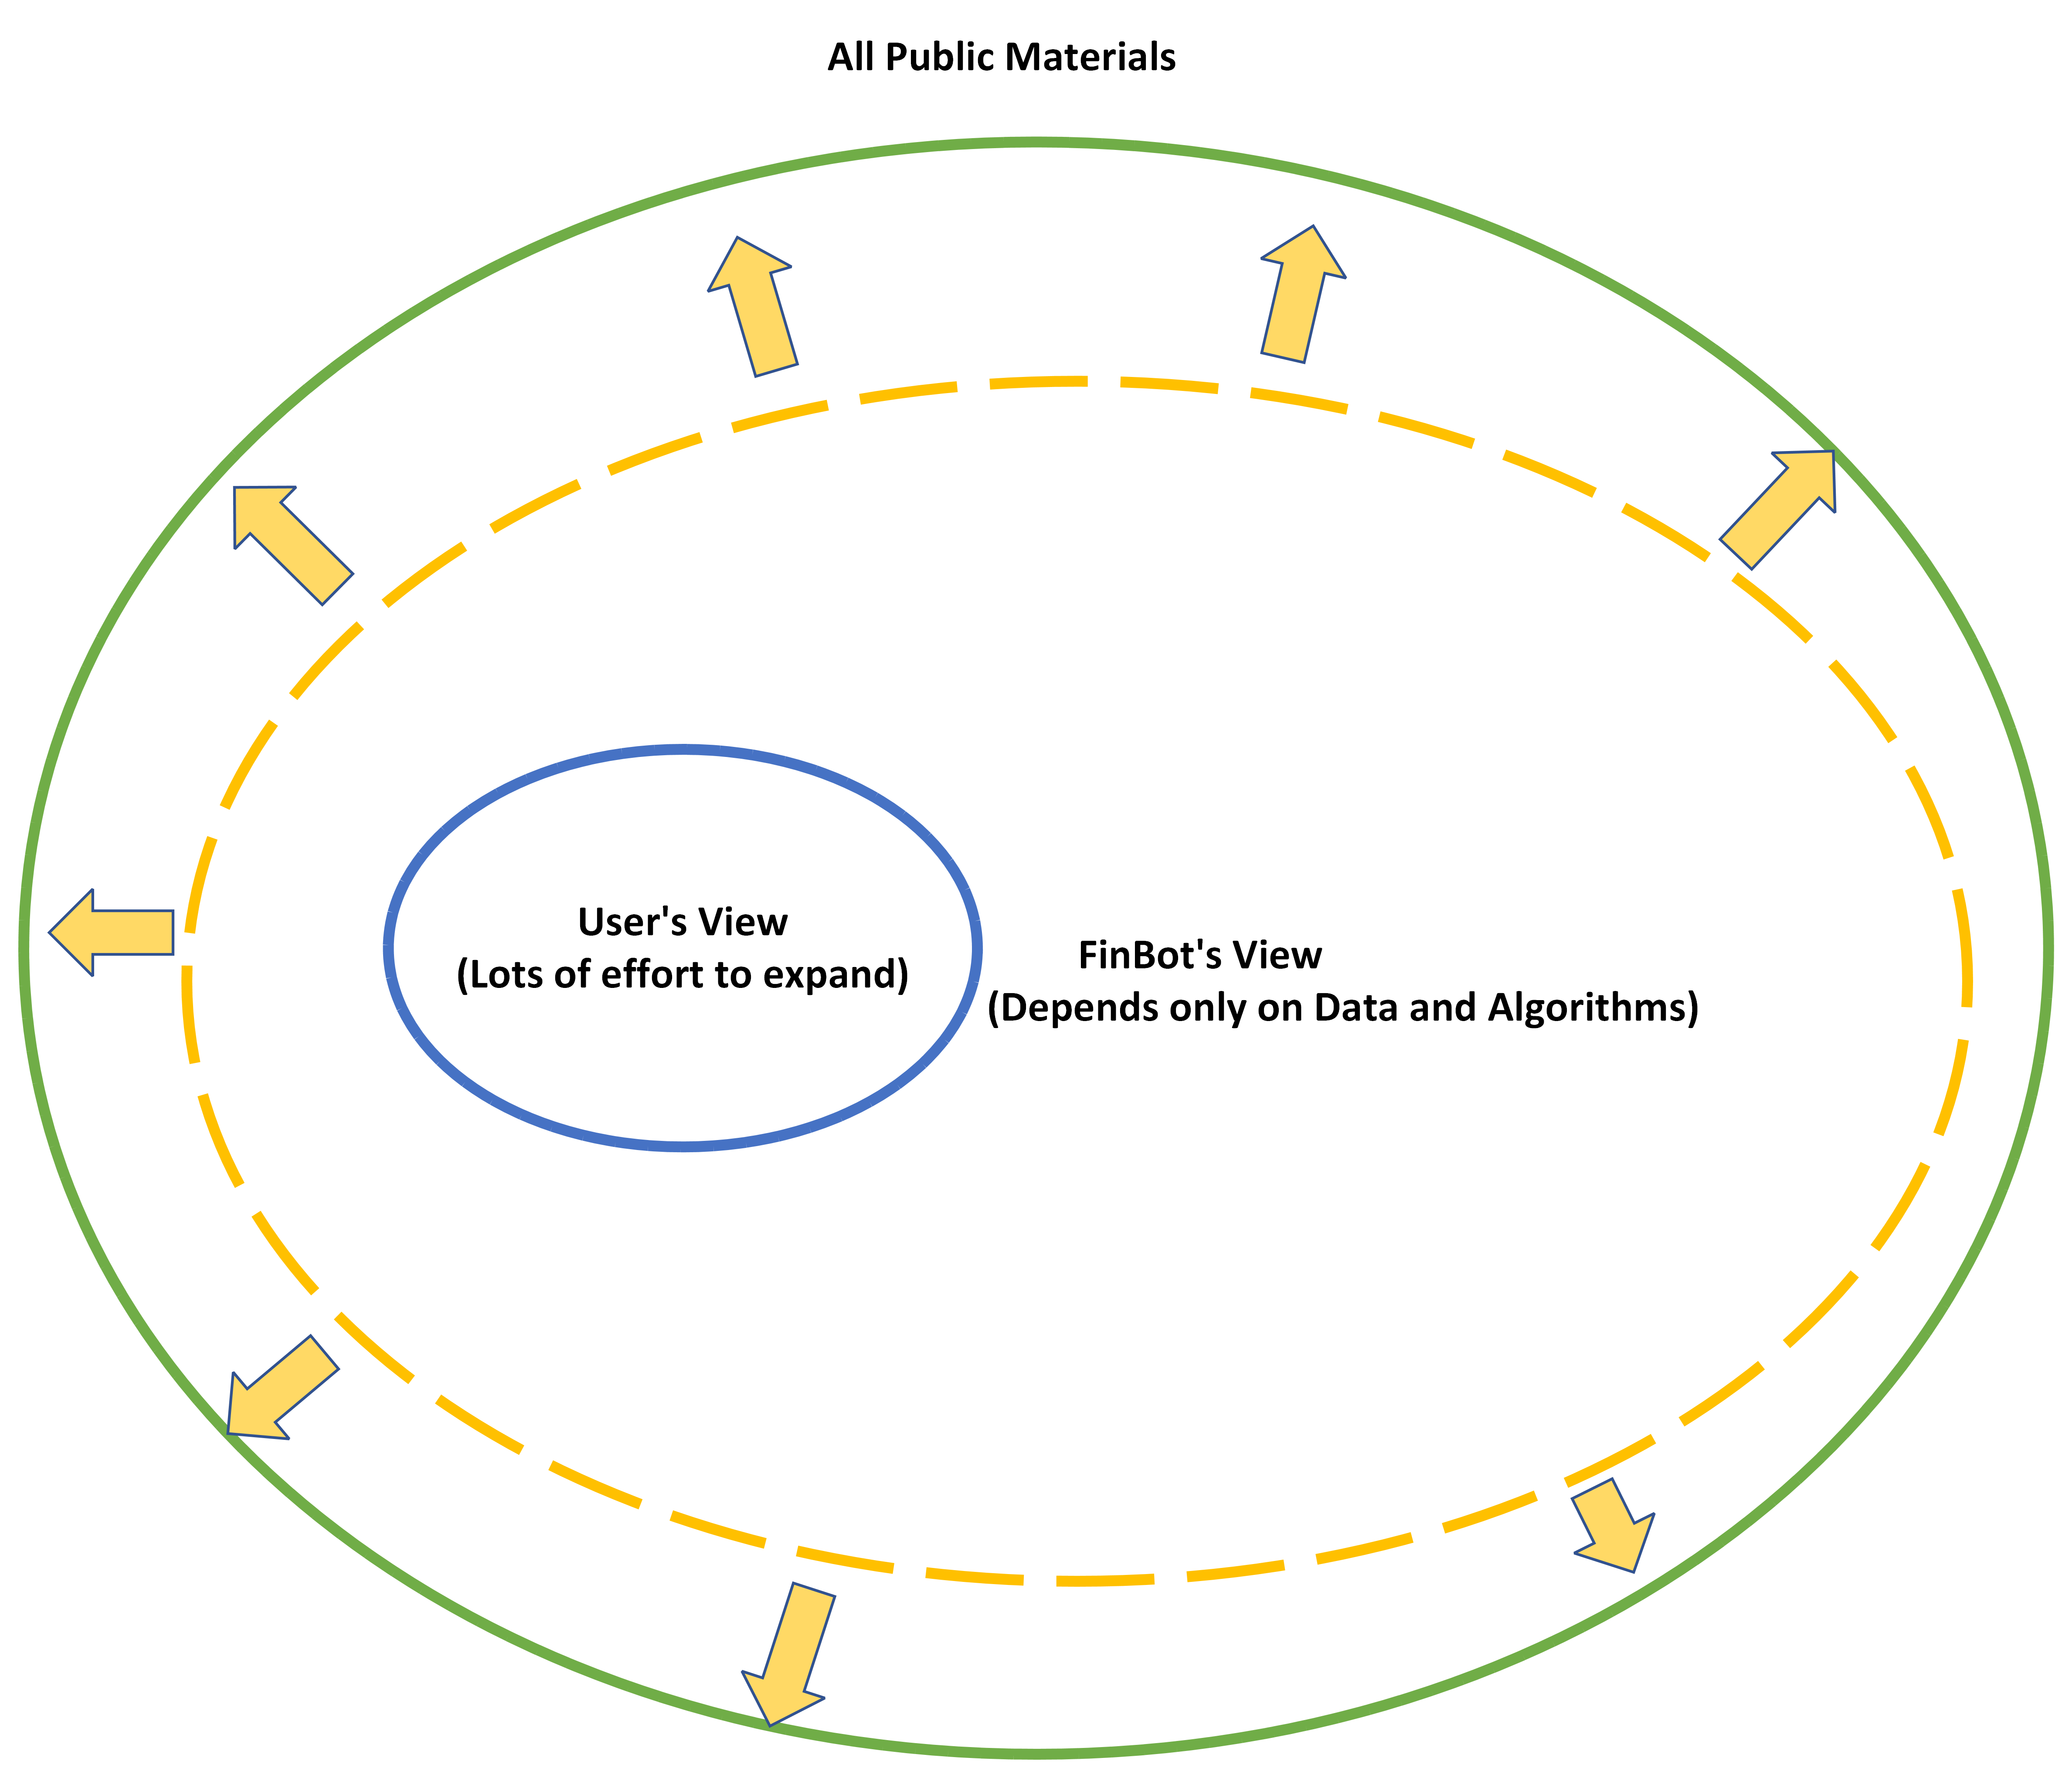 All Public Materials
User's View
(Lots of effort to expand)
FinBot's View
(Depends only on Data and Algorithms)